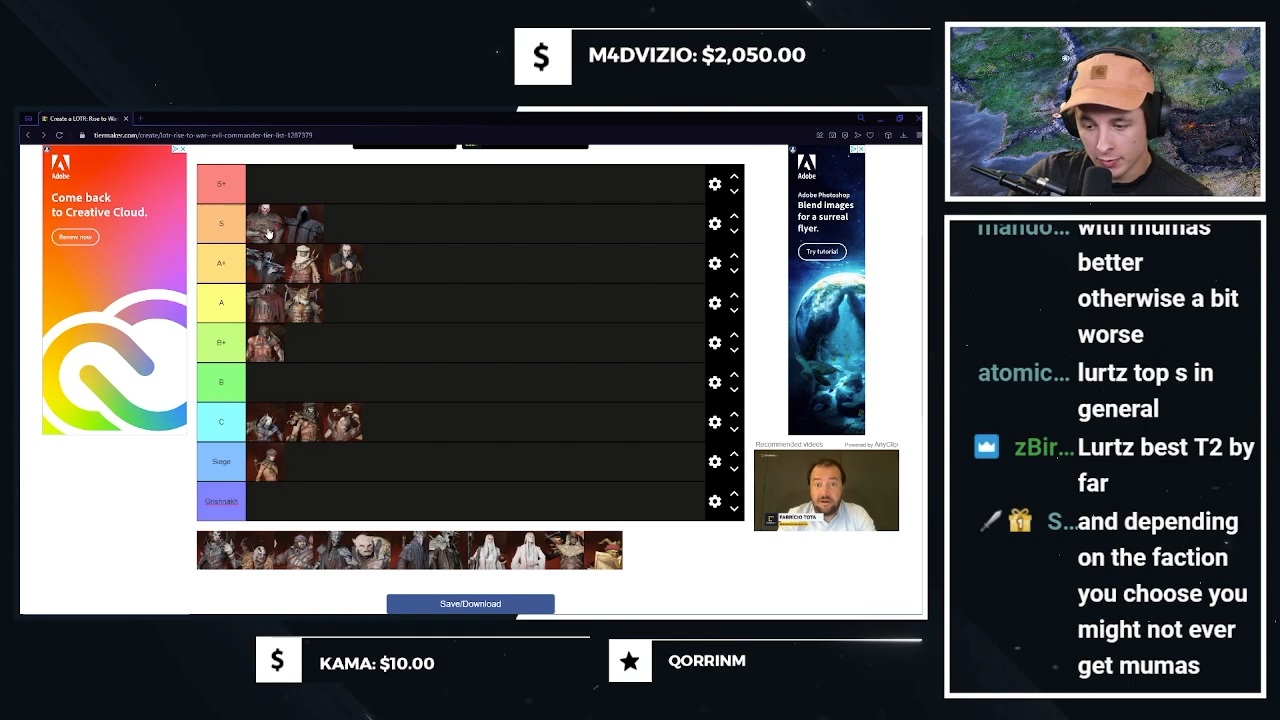 $
M4DVIZIO: $2,050.00
Create a LOTR: Rise to War
tiermaker.com/create/lotr-rise-to-war--evil-commander-tier-list-1287379
Adobe
Come back
to Creative Cloud.
Renew now
S+
S
A+
A
B+
B
C
Siege
Grishnakh
Adobe
Adobe Photoshop
Blend images
for a surreal
flyer.
Try tutorial
Recommended videos
Powered by AnyClip
FABRÍCIO TOTA
Save/Download
with mumas
better
otherwise a bit
worse
atomic... lurtz top s in
general
zBir... Lurtz best T2 by
far
S... and depending
on the faction
you choose you
might not ever
get mumas
$
KAMA: $10.00
QORRINM